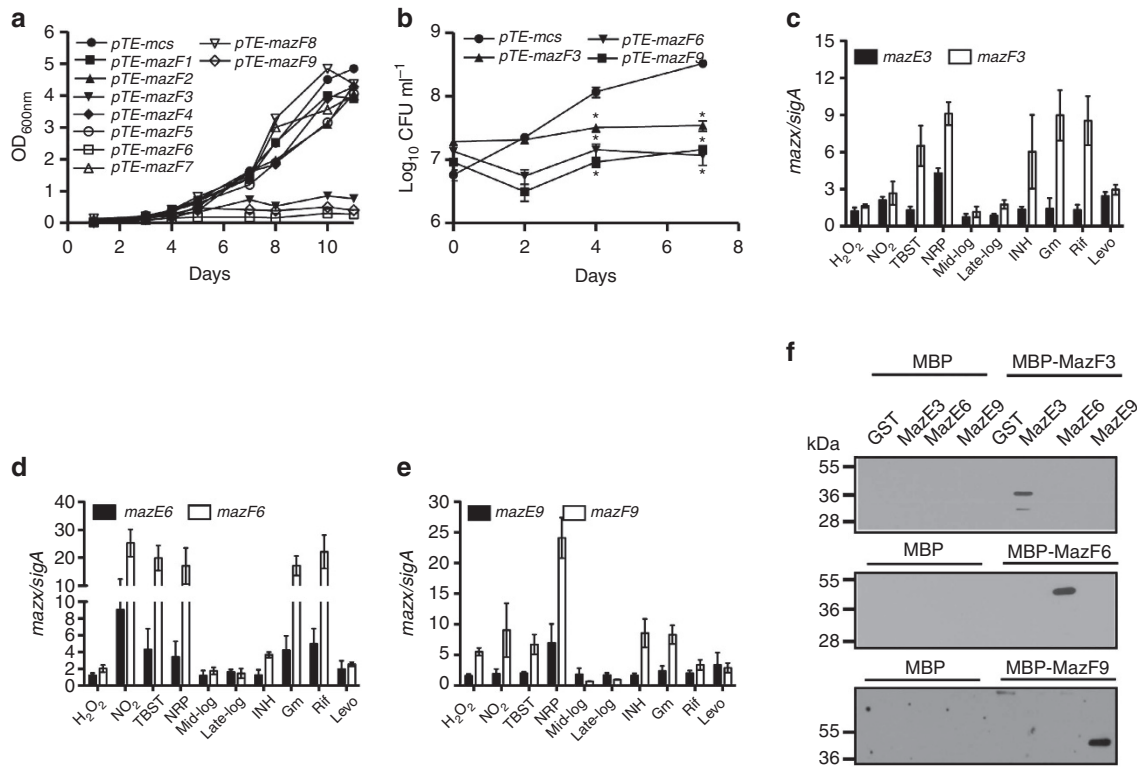 a
OD600nm
6
5
4
3
2
1
0
pTE-mcs
pTE-mazF1
pTE-mazF2
pTE-mazF3
pTE-mazF4
pTE-mazF5
pTE-mazF6
pTE-mazF7
pTE-mazF8
pTE-mazF9
0 2 4 6 8 10
Days
b
Log10 CFU ml−1
9
8
7
6
pTE-mcs
pTE-mazF3
pTE-mazF6
pTE-mazF9
* * * * * *
0 2 4 6 8
Days
c
mazx/sigA
15
12
9
6
3
0
mazE3 mazF3
H2O2 NO2 TBST NRP Mid-log Late-log INH Gm Rif Levo
d
mazx/sigA
40
30
20
10
8
6
4
2
0
mazE6 mazF6
H2O2 NO2 TBST NRP Mid-log Late-log INH Gm Rif Levo
e
mazx/sigA
30
25
20
15
10
5
0
mazE9 mazF9
H2O2 NO2 TBST NRP Mid-log Late-log INH Gm Rif Levo
f
MBP MBP-MazF3
GST MazE3 MazE6 MazE9 GST MazE3 MazE6 MazE9
kDa
55
36
28
MBP MBP-MazF6
55
36
28
MBP MBP-MazF9
55
36